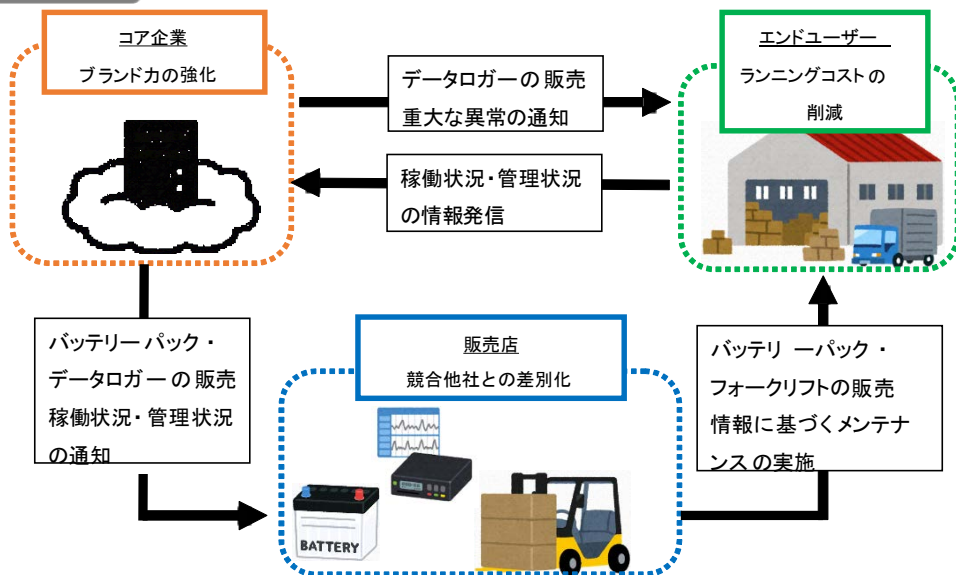 コア企業
ブランド力の強化
エンドユーザー
ランニングコストの
削減
データロガーの販売
重大な異常の通知
稼働状況・管理状況
の情報発信
バッテリーパック・
データロガーの販売
稼働状況・管理状況
の通知
販売店
競合他社との差別化
バッテリーパック・
フォークリフトの販売
情報に基づくメンテナ
ンスの実施
BATTERY